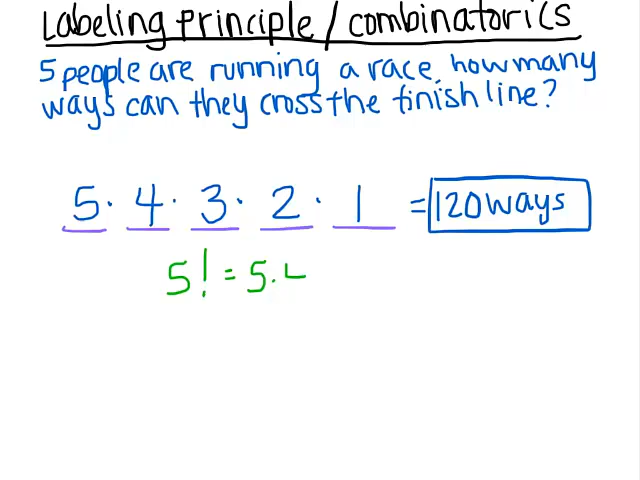 Labeling Principle / combinatorics
5 people are running a race, how many
ways can they cross the finish line?
5 · 4 · 3 · 2 · 1 = 120 ways
5! = 5 .